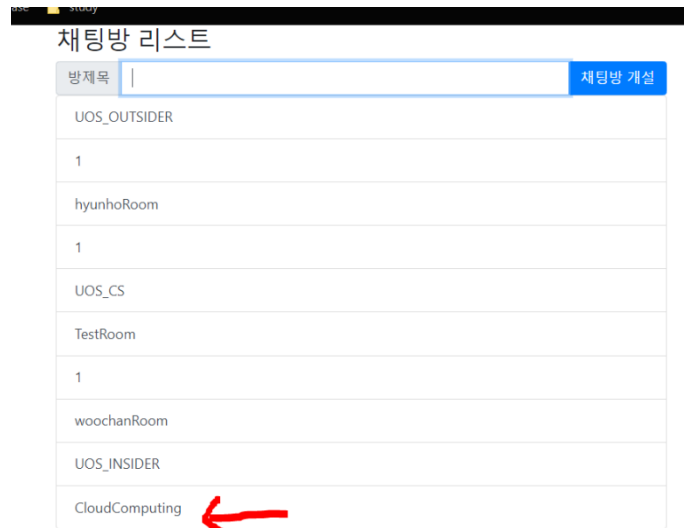 study
채팅방 리스트
방제목 채팅방 개설
UOS_OUTSIDER
1
hyunhoRoom
1
UOS_CS
TestRoom
1
woochanRoom
UOS_INSIDER
CloudComputing